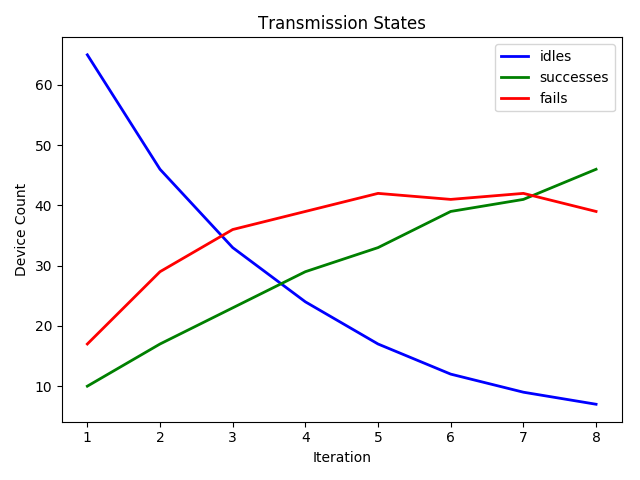 Transmission States
idles
successes
fails
Device Count
60
50
40
30
20
10
1 2 3 4 5 6 7 8
Iteration